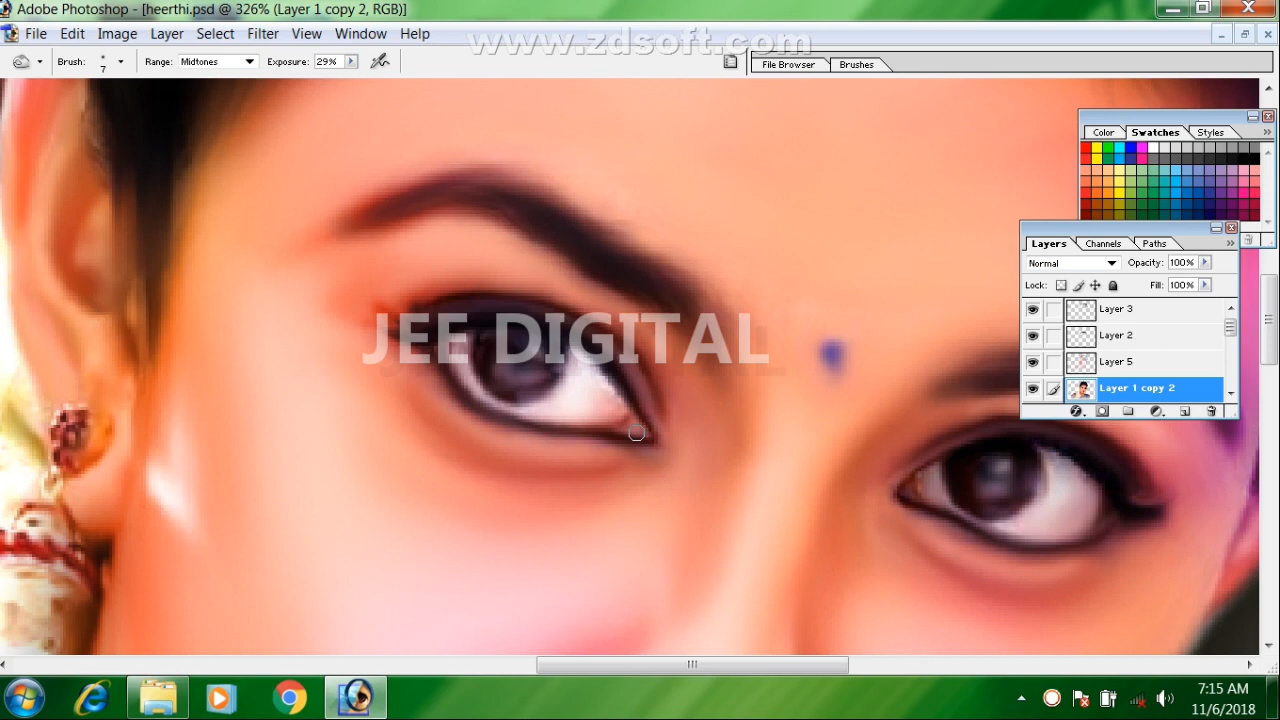 Adobe Photoshop - [heerthi.psd @ 326% (Layer 1 copy 2, RGB)]
File Edit Image Layer Select Filter View Window Help
www.zdsoft.com
Brush: 7 Range: Midtones Exposure: 29% File Browser Brushes
Color Swatches Styles
Layers Channels Paths
Normal Opacity: 100%
Lock: Fill: 100%
Layer 3
Layer 2
Layer 5
Layer 1 copy 2
JEE DIGITAL
7:15 AM
11/6/2018